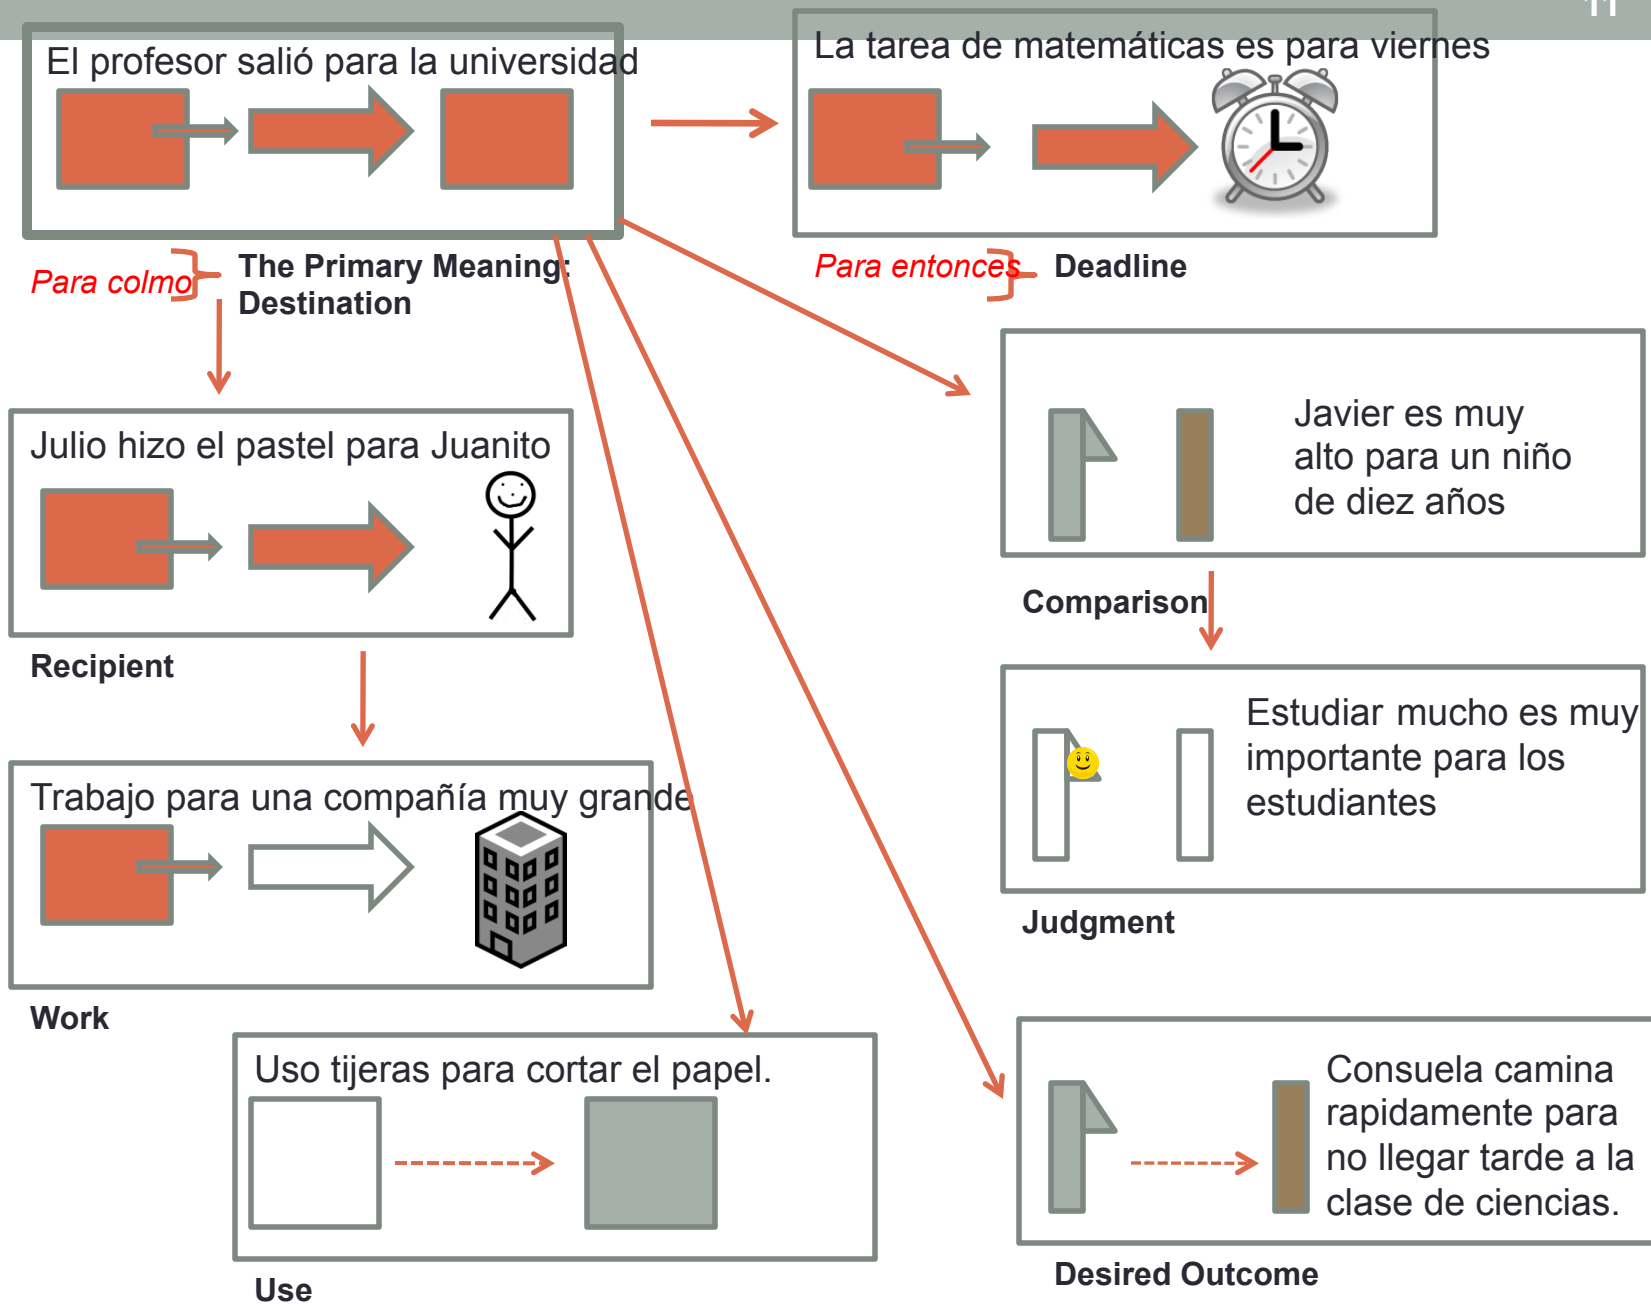 11
El profesor salió para la universidad
La tarea de matemáticas es para viernes
Para colmo
The Primary Meaning:
Destination
Para entonces
Deadline
Julio hizo el pastel para Juanito
Recipient
Javier es muy
alto para un niño
de diez años
Comparison
Trabajo para una compañía muy grande
Work
Estudiar mucho es muy
importante para los
estudiantes
Judgment
Uso tijeras para cortar el papel.
Use
Consuela camina
rapidamente para
no llegar tarde a la
clase de ciencias.
Desired Outcome